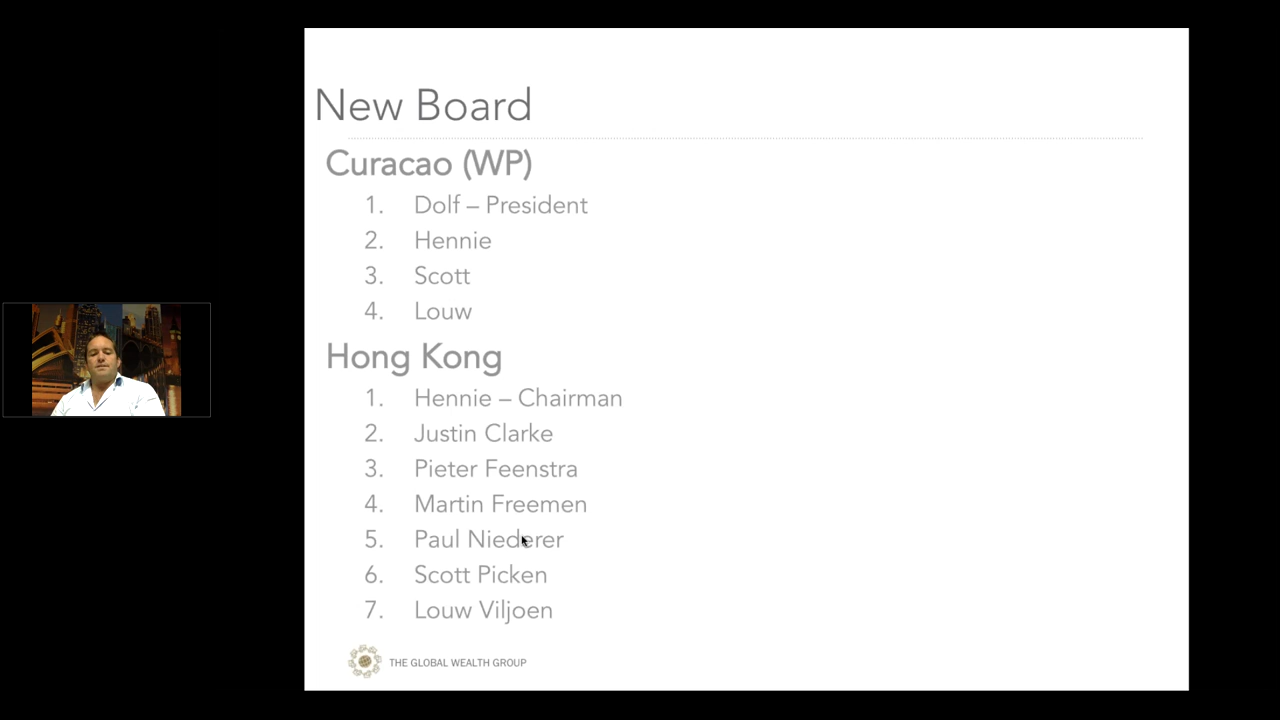 New Board
Curacao (WP)
1. Dolf – President
2. Hennie
3. Scott
4. Louw
Hong Kong
1. Hennie – Chairman
2. Justin Clarke
3. Pieter Feenstra
4. Martin Freemen
5. Paul Niederer
6. Scott Picken
7. Louw Viljoen
THE GLOBAL WEALTH GROUP